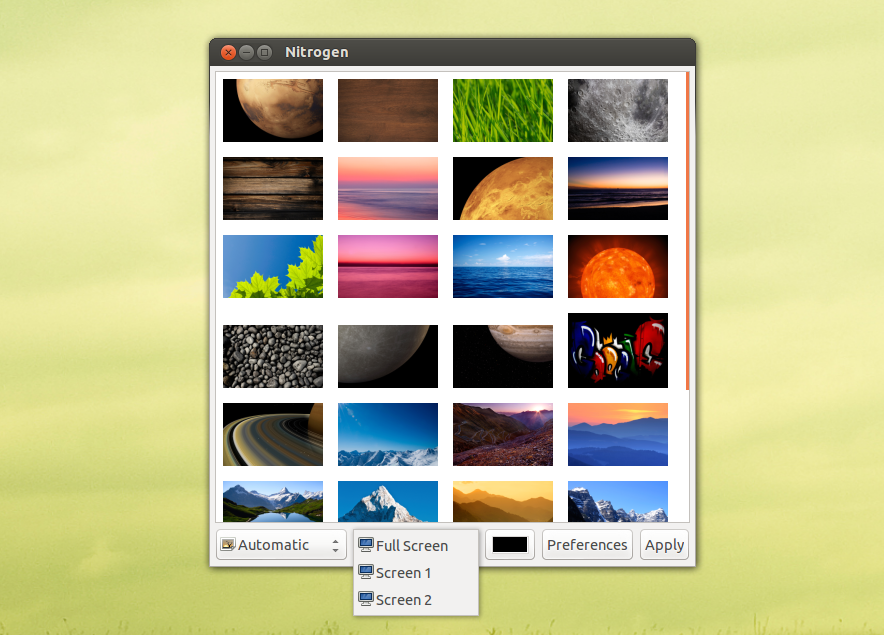 Nitrogen
Automatic
Full Screen
Screen 1
Screen 2
Preferences
Apply